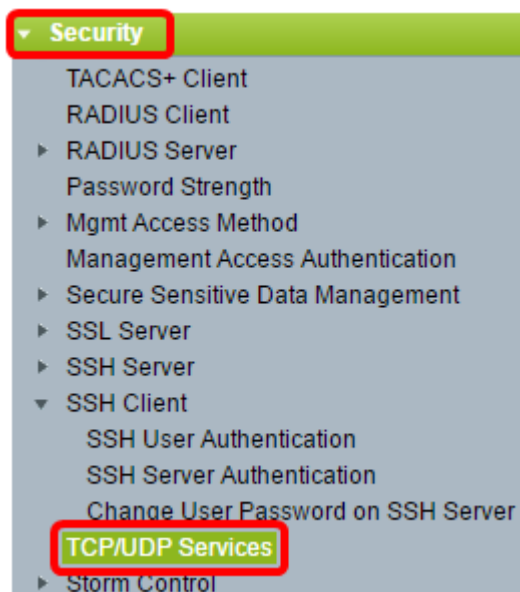 Security
TACACS+ Client
RADIUS Client
RADIUS Server
Password Strength
Mgmt Access Method
Management Access Authentication
Secure Sensitive Data Management
SSL Server
SSH Server
SSH Client
SSH User Authentication
SSH Server Authentication
Change User Password on SSH Server
TCP/UDP Services
Storm Control